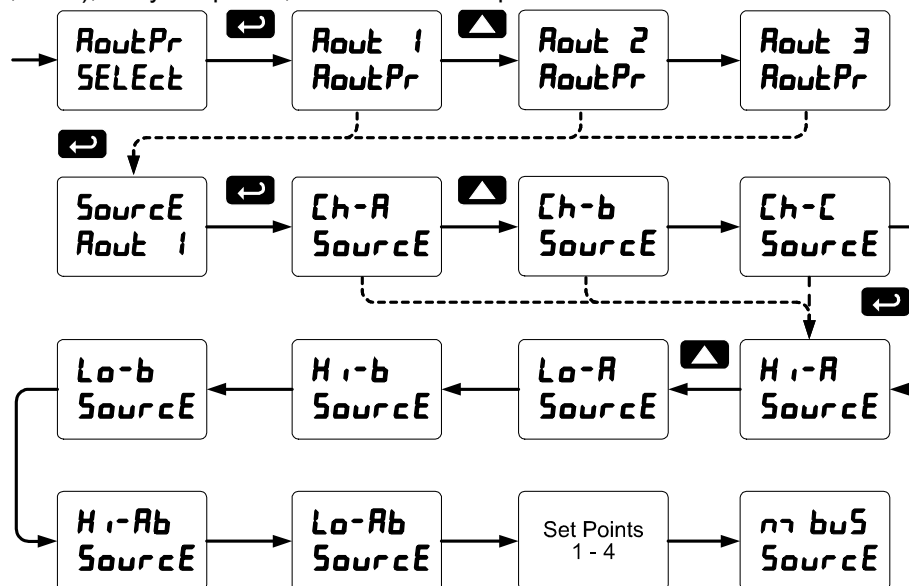 AoutPr
SELEct
Aout 1
AoutPr
Aout 2
AoutPr
Aout 3
AoutPr
SourcE
Aout 1
Ch-A
SourcE
Ch-b
SourcE
Ch-C
SourcE
Lo-b
SourcE
Hi-b
SourcE
Lo-A
SourcE
Hi-A
SourcE
Hi-Ab
SourcE
Lo-Ab
SourcE
Set Points
1 - 4
m buS
SourcE